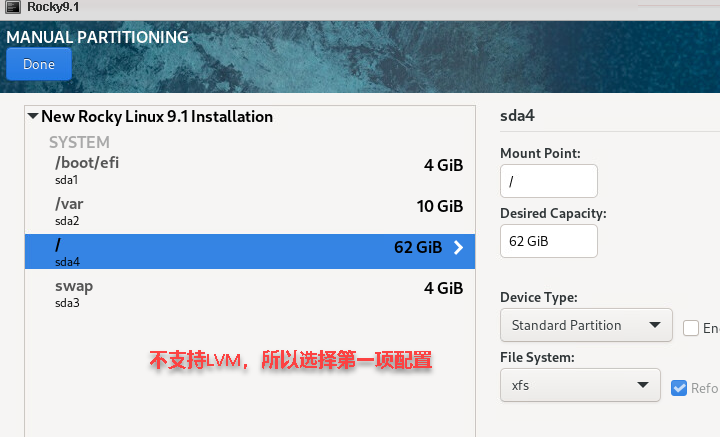 Rocky9.1
MANUAL PARTITIONING
Done
New Rocky Linux 9.1 Installation
SYSTEM
/boot/efi
4 GiB
sda1
/var
10 GiB
sda2
/
62 GiB
sda4
swap
4 GiB
sda3
不支持LVM，所以选择第一项配置
sda4
Mount Point:
/
Desired Capacity:
62 GiB
Device Type:
Standard Partition
En
File System:
xfs
Refo